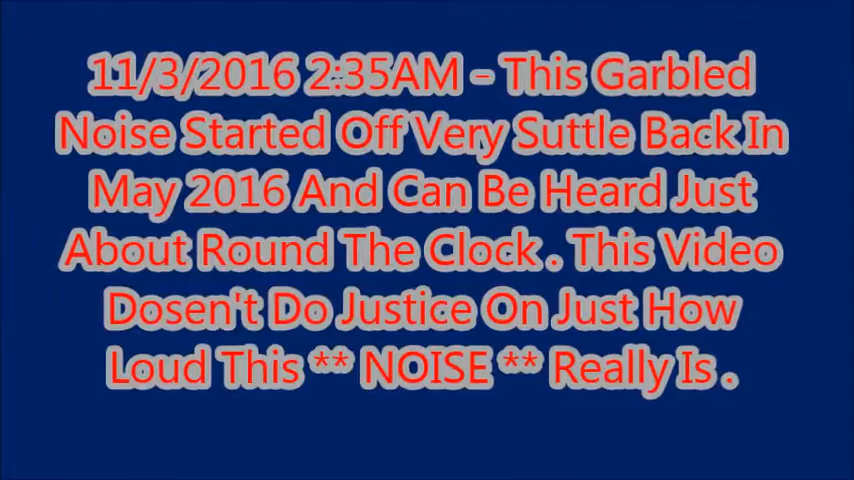 11/3/2016 2:35AM - This Garbled
Noise Started Off Very Suttle Back In
May 2016 And Can Be Heard Just
About Round The Clock . This Video
Dosen't Do Justice On Just How
Loud This ** NOISE ** Really Is .